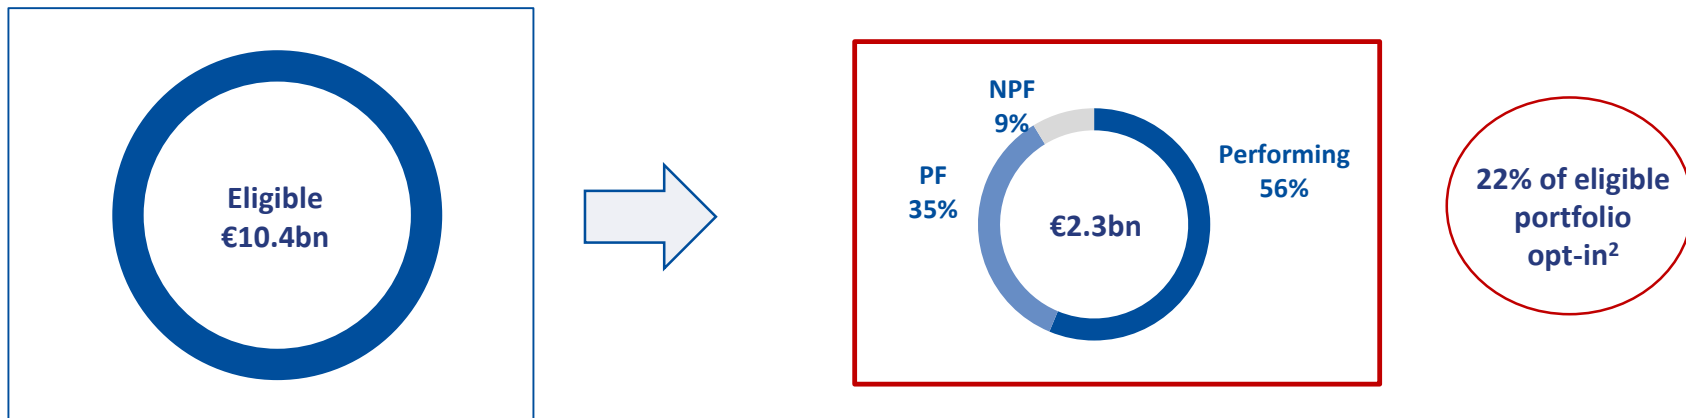 Eligible
€10.4bn
NPF
9%
PF
35%
Performing
56%
€2.3bn
22% of eligible
portfolio
opt-in²